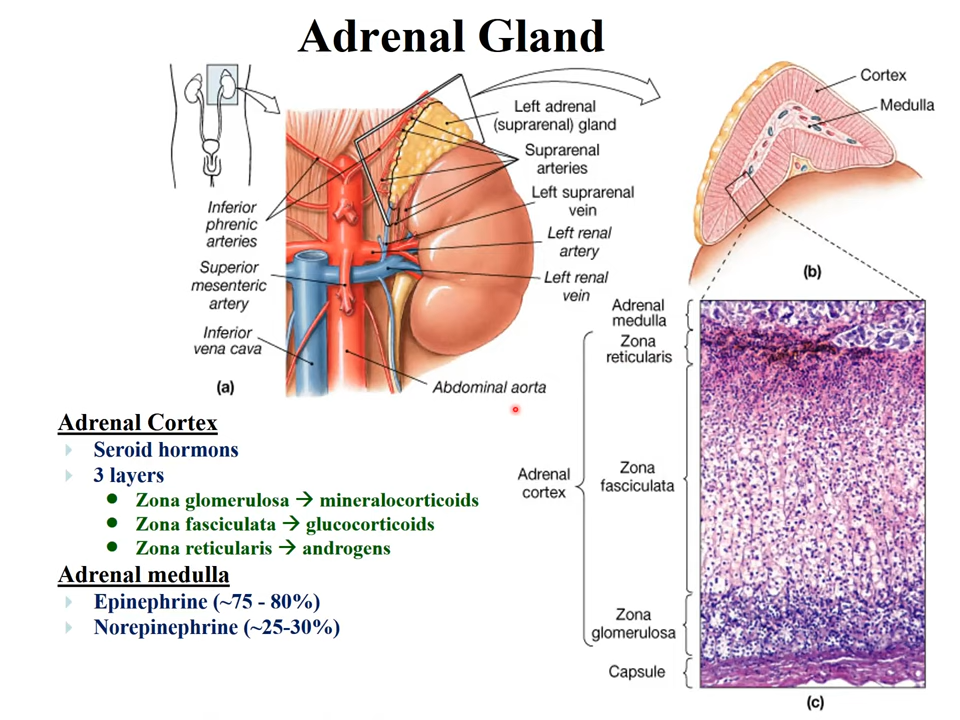 Adrenal Gland
Left adrenal
(suprarenal) gland
Suprarenal
arteries
Left suprarenal
vein
Left renal
artery
Left renal
vein
Inferior
phrenic
arteries
Superior
mesenteric
artery
Inferior
vena cava
(a)
Abdominal aorta
Cortex
Medulla
(b)
Adrenal
medulla
Zona
reticularis
Adrenal
cortex
Zona
fasciculata
Zona
glomerulosa
Capsule
(c)
Adrenal Cortex
Seroid hormons
3 layers
Zona glomerulosa → mineralocorticoids
Zona fasciculata → glucocorticoids
Zona reticularis → androgens
Adrenal medulla
Epinephrine (~75 - 80%)
Norepinephrine (~25-30%)